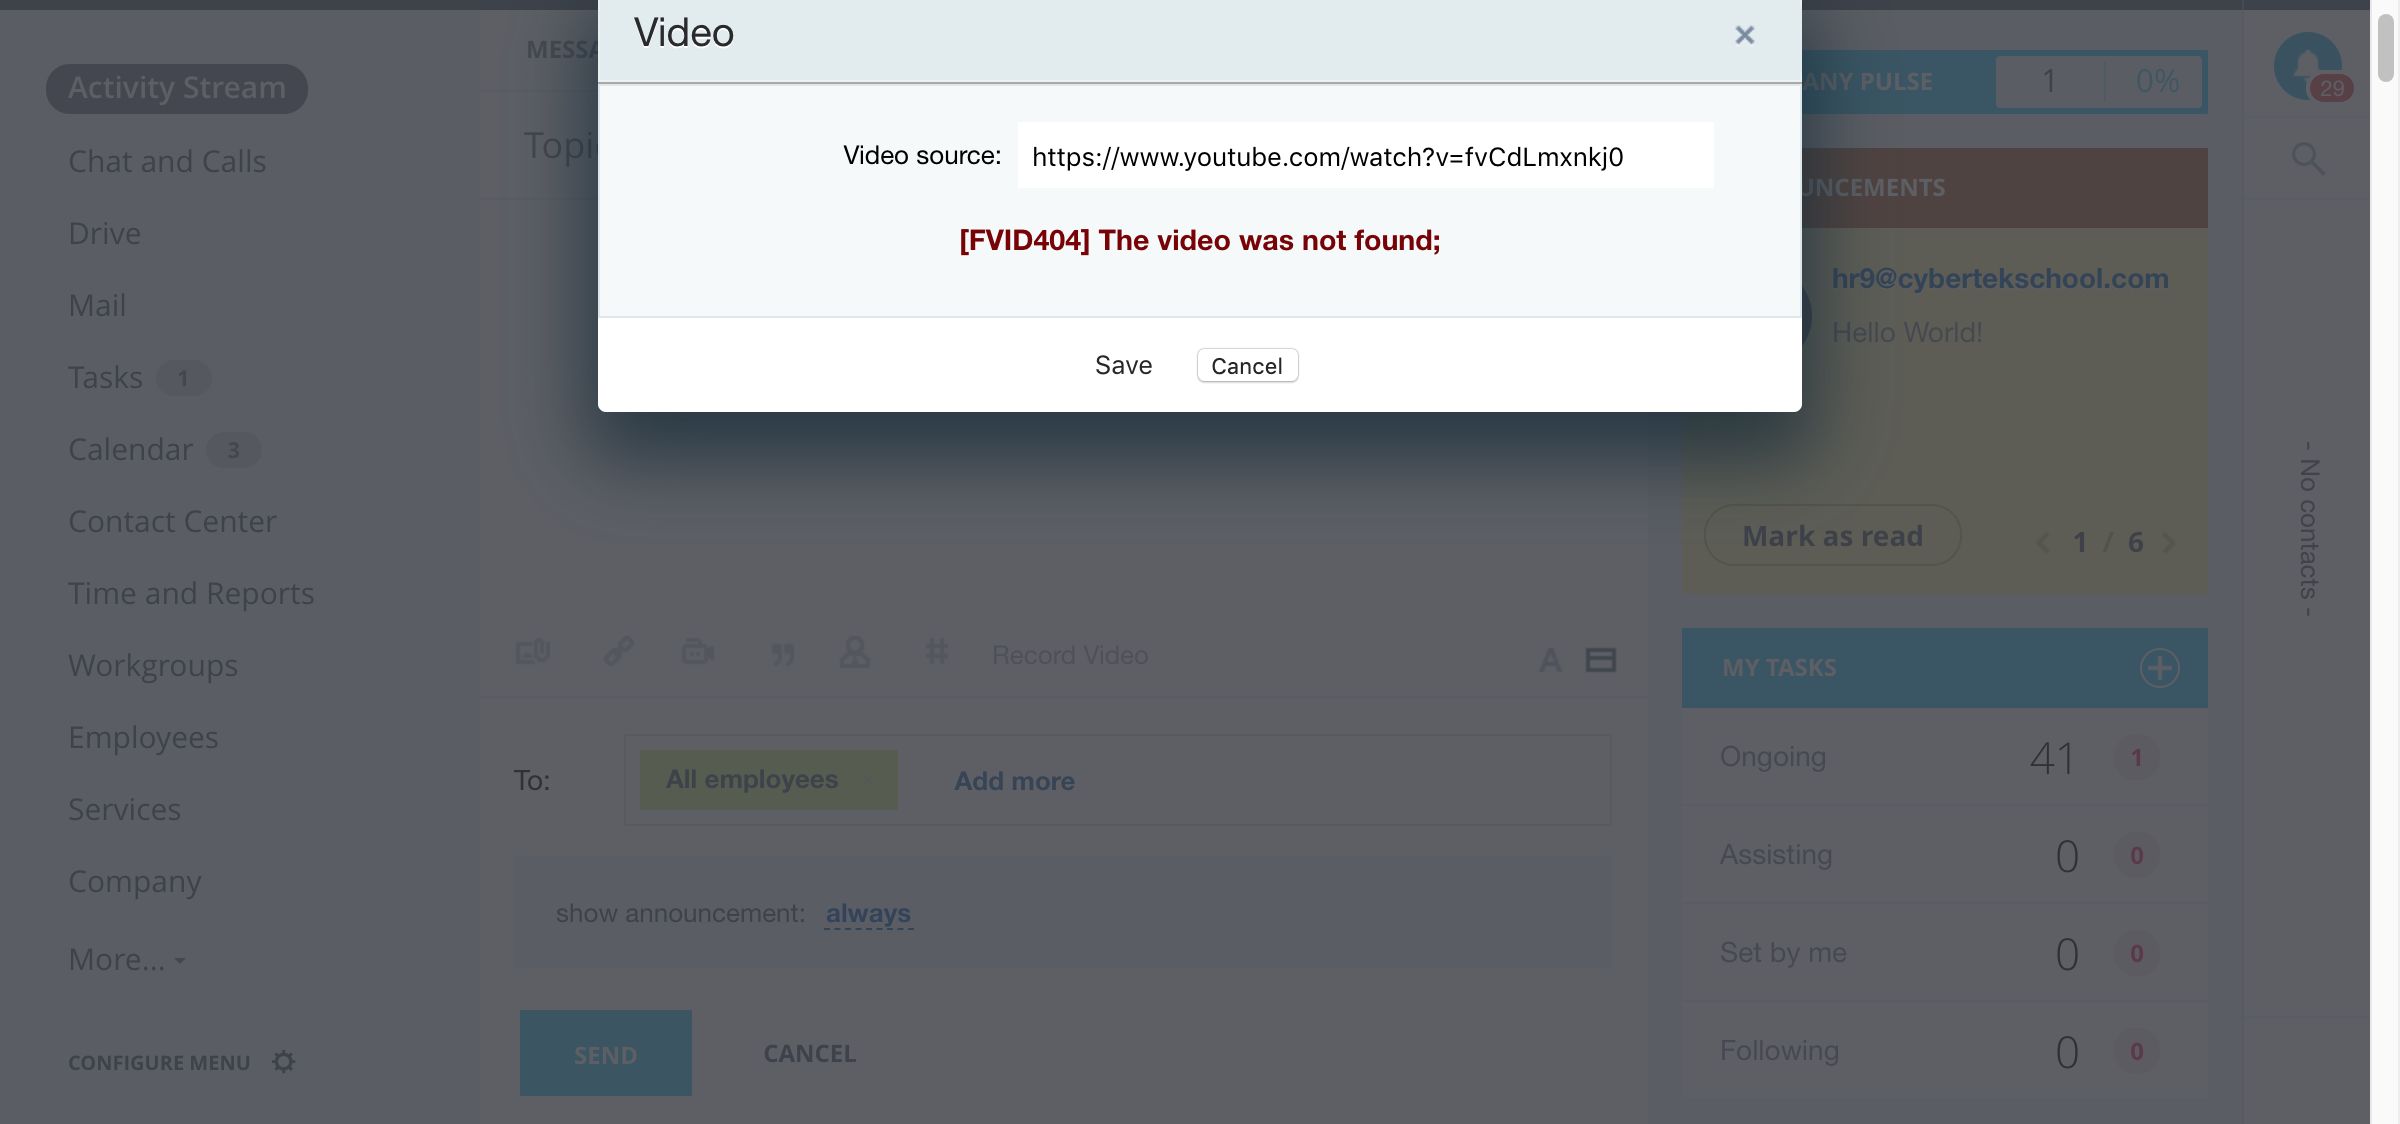 Video
×
Video source: https://www.youtube.com/watch?v=fvCdLmxnkj0
[FVID404] The video was not found;
Save Cancel
Activity Stream
Chat and Calls
Drive
Mail
Tasks 1
Calendar 3
Contact Center
Time and Reports
Workgroups
Employees
Services
Company
More...
CONFIGURE MENU
MESSA
Topi
# Record Video A
To: All employees Add more
show announcement: always
SEND CANCEL
ANY PULSE 1 0%
UNCEMENTS
hr9@cybertekschool.com
Hello World!
Mark as read 1 / 6
MY TASKS
Ongoing 41 1
Assisting 0 0
Set by me 0 0
Following 0 0
29
- No contacts -